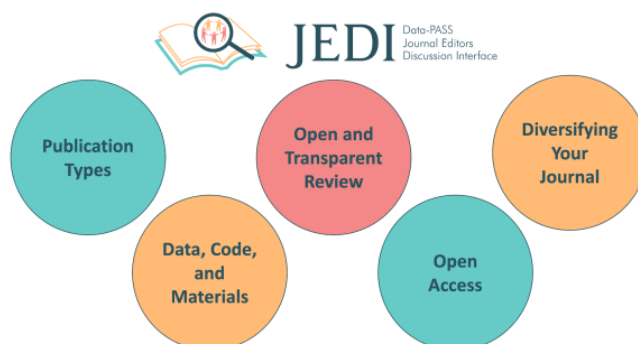 JEDI
Data-PASS
Journal Editors
Discussion Interface
Publication
Types
Open and
Transparent
Review
Diversifying
Your
Journal
Data, Code,
and
Materials
Open
Access